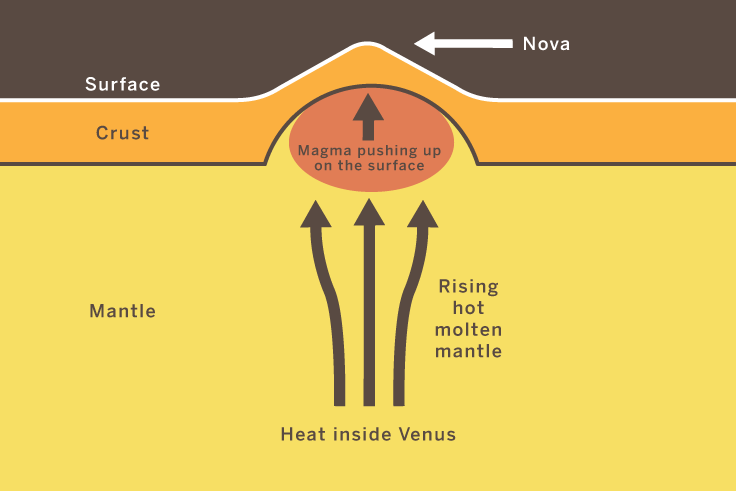 Nova
Surface
Crust
Magma pushing up
on the surface
Mantle
Rising
hot
molten
mantle
Heat inside Venus